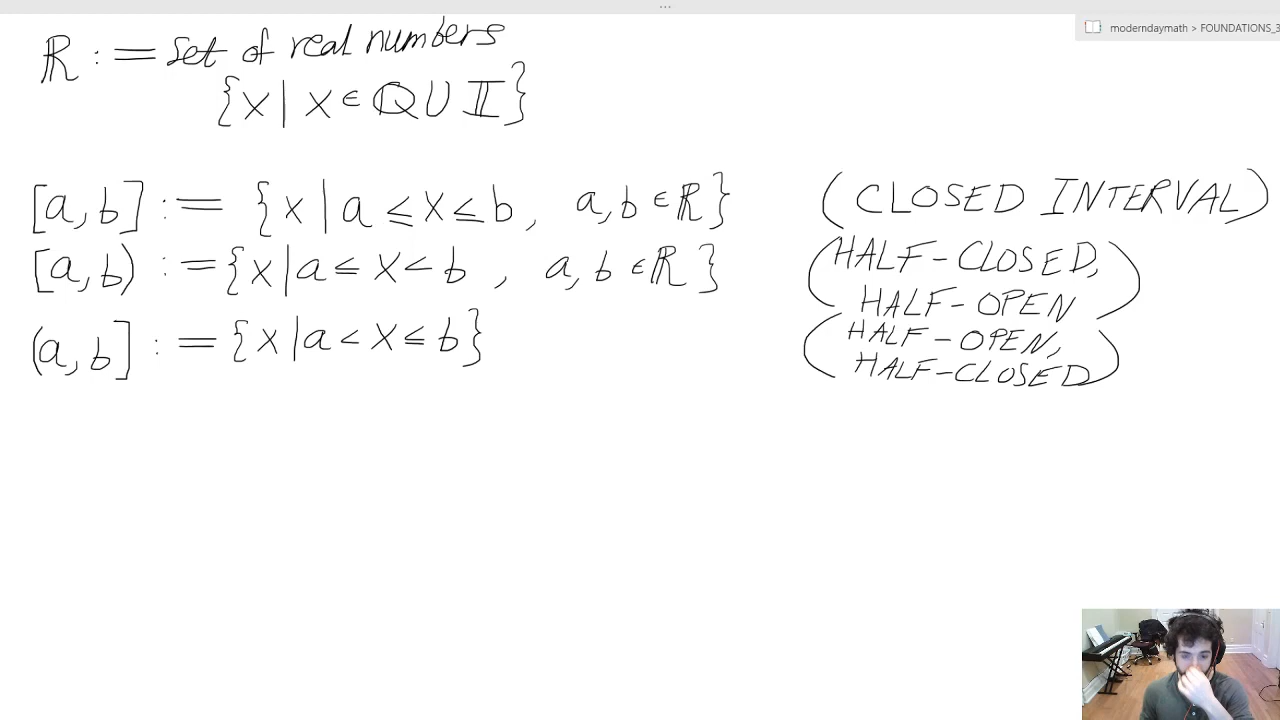 moderndaymath > FOUNDATIONS_3
ℝ := set of real numbers
{x | x ∈ ℚ ∪ 𝕀}
[a, b] := {x | a ≤ x ≤ b, a, b ∈ ℝ} (CLOSED INTERVAL)
[a, b) := {x | a ≤ x < b, a, b ∈ ℝ} (HALF-CLOSED,
HALF-OPEN)
(a, b] := {x | a < x ≤ b} (HALF-OPEN,
HALF-CLOSED)